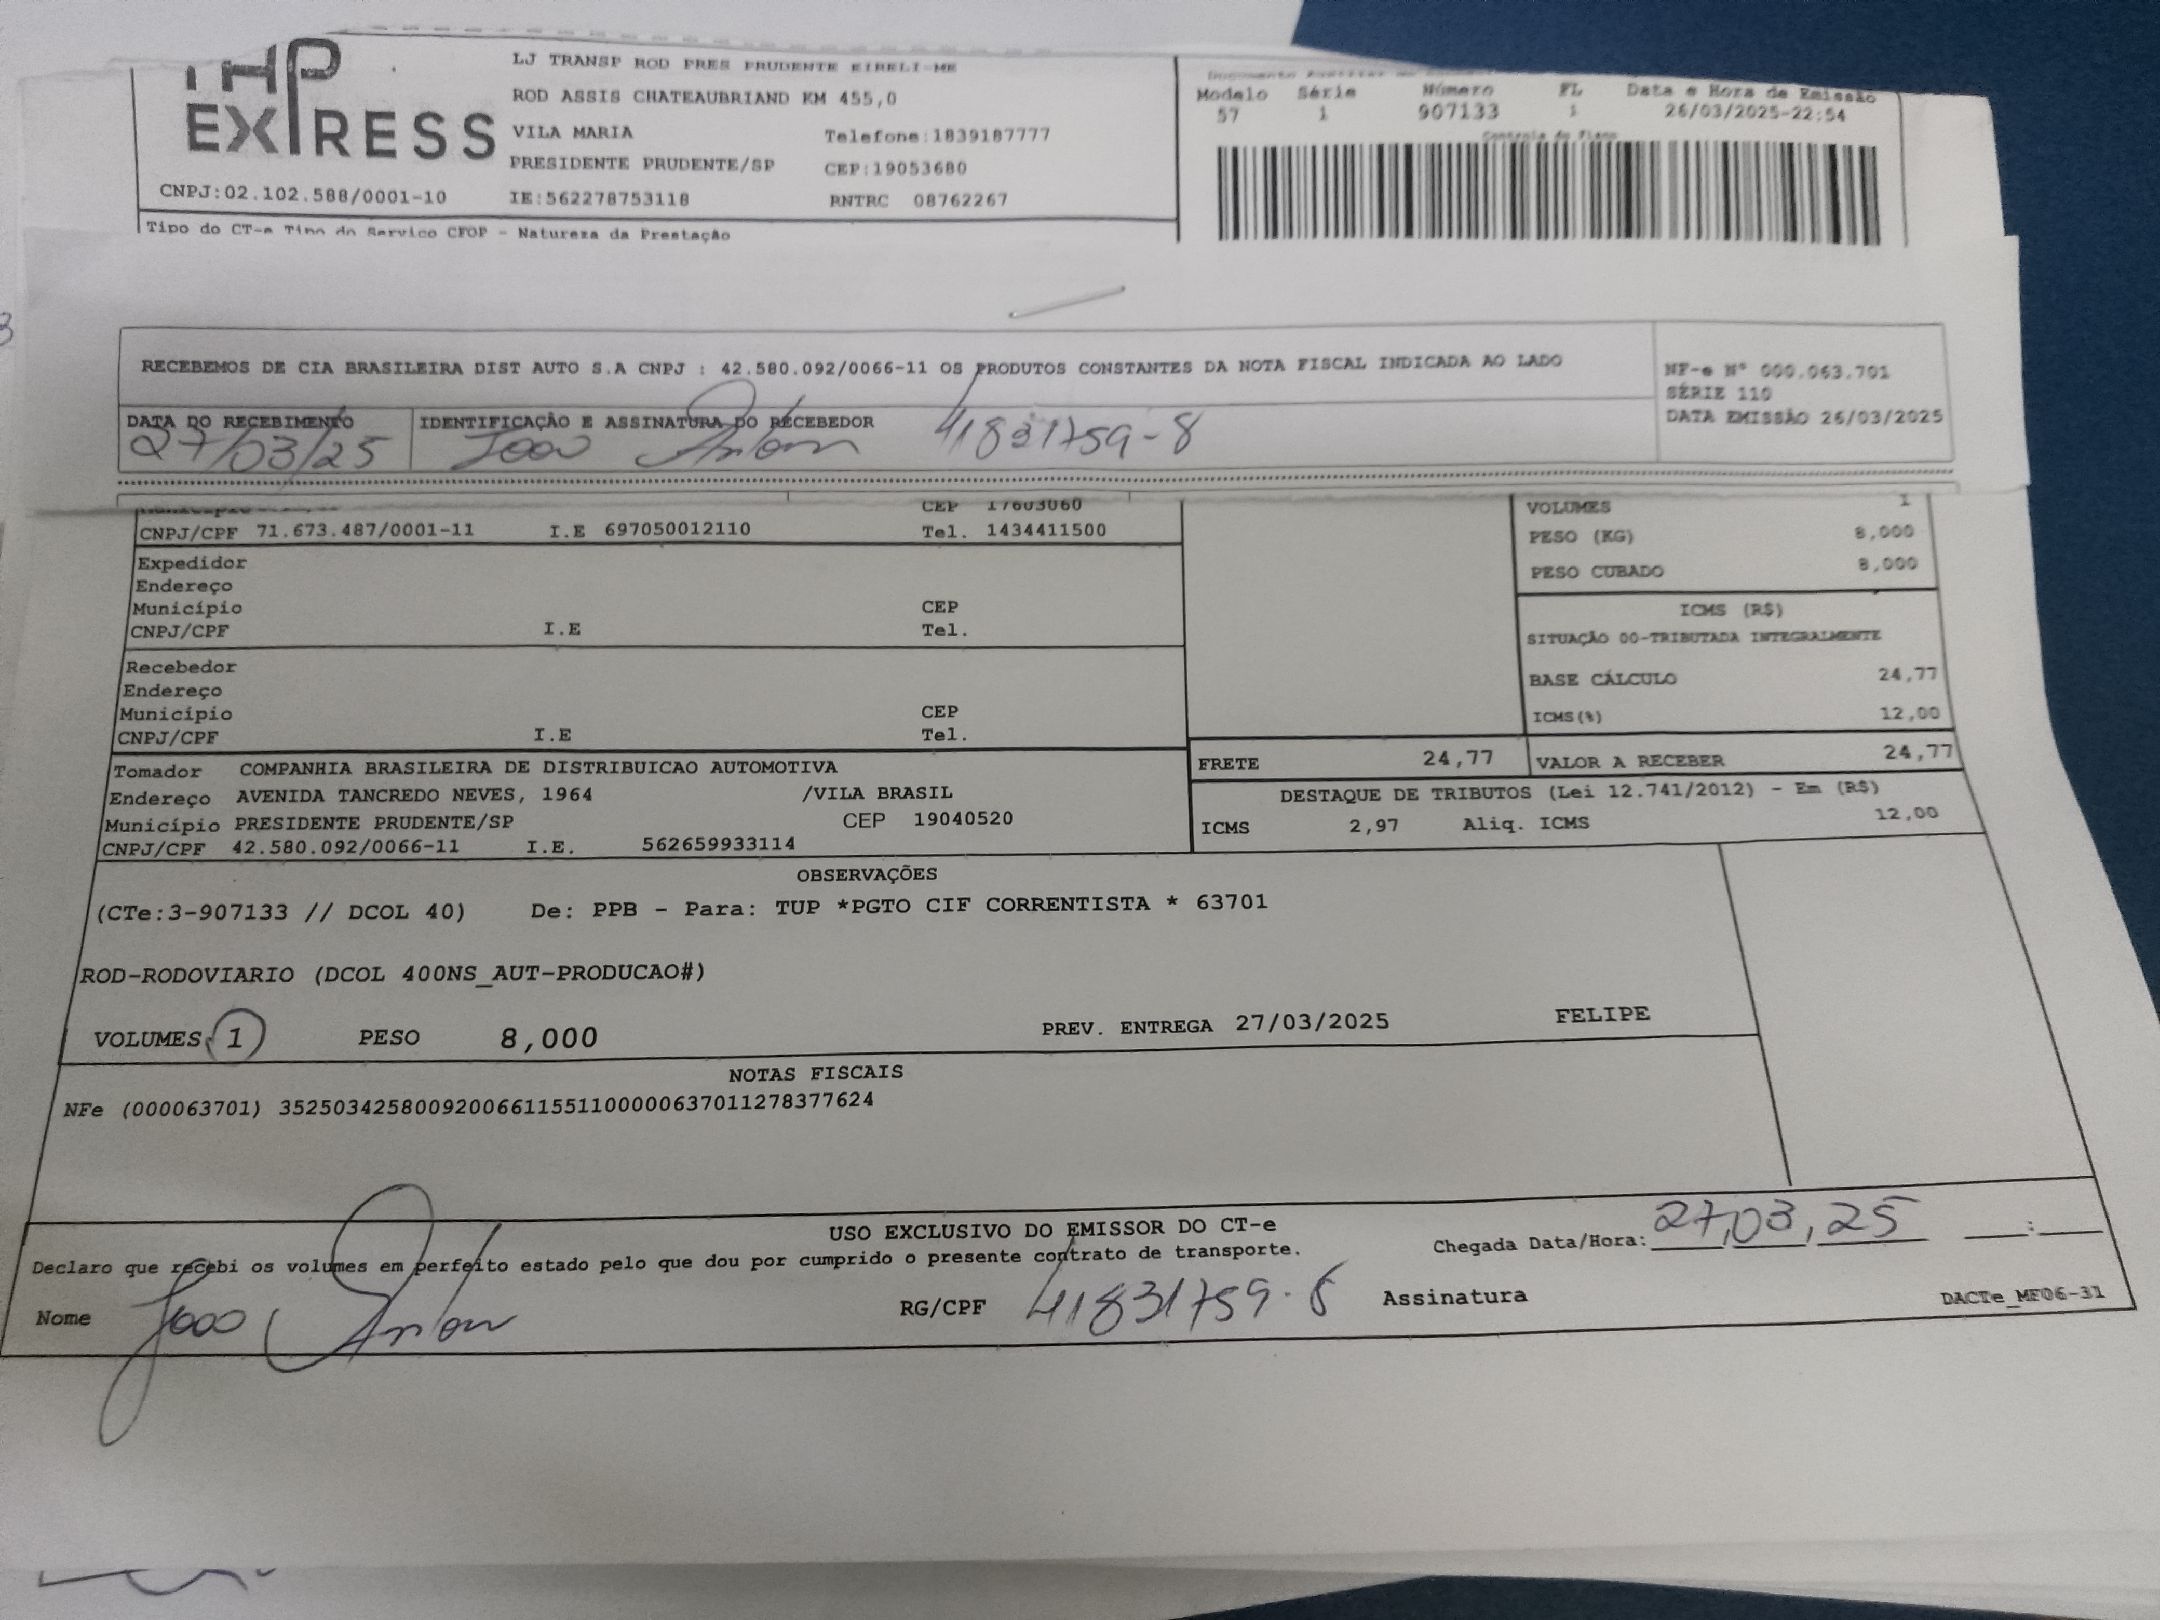 THP
EXPRESS
LJ TRANSP ROD PRES PRUDENTE EIRELI-ME
ROD ASSIS CHATEAUBRIAND KM 455,0
VILA MARIA Telefone:1839187777
PRESIDENTE PRUDENTE/SP CEP:19053680
CNPJ:02.102.588/0001-10 IE:562278753118 RNTRC 08762267
Tipo do CT-e Tipo do Serviço CFOP - Natureza da Prestação
Modelo Série Número FL Data e Hora de Emissão
57 1 907133 1 26/03/2025-22:54
Controle do Fisco
RECEBEMOS DE CIA BRASILEIRA DIST AUTO S.A CNPJ : 42.580.092/0066-11 OS PRODUTOS CONSTANTES DA NOTA FISCAL INDICADA AO LADO
NF-e Nº 000.063.701
SÉRIE 110
DATA EMISSÃO 26/03/2025
DATA DO RECEBIMENTO IDENTIFICAÇÃO E ASSINATURA DO RECEBEDOR
27/03/25 Joao 41831759-8
CEP 17603060
CNPJ/CPF 71.673.487/0001-11 I.E 697050012110 Tel. 1434411500
Expedidor
Endereço
Município CEP
CNPJ/CPF I.E Tel.
Recebedor
Endereço
Município CEP
CNPJ/CPF I.E Tel.
VOLUMES 1
PESO (KG) 8,000
PESO CUBADO 8,000
ICMS (R$)
SITUAÇÃO 00-TRIBUTADA INTEGRALMENTE
BASE CÁLCULO 24,77
ICMS(%) 12,00
Tomador COMPANHIA BRASILEIRA DE DISTRIBUICAO AUTOMOTIVA
Endereço AVENIDA TANCREDO NEVES, 1964 /VILA BRASIL
Município PRESIDENTE PRUDENTE/SP CEP 19040520
CNPJ/CPF 42.580.092/0066-11 I.E. 562659933114
FRETE 24,77 VALOR A RECEBER 24,77
DESTAQUE DE TRIBUTOS (Lei 12.741/2012) - Em (R$)
ICMS 2,97 Aliq. ICMS 12,00
OBSERVAÇÕES
(CTe:3-907133 // DCOL 40) De: PPB - Para: TUP *PGTO CIF CORRENTISTA * 63701
ROD-RODOVIARIO (DCOL 400NS_AUT-PRODUCAO#)
VOLUMES 1 PESO 8,000 PREV. ENTREGA 27/03/2025 FELIPE
NOTAS FISCAIS
NFe (000063701) 35250342580092006611551100000637011278377624
USO EXCLUSIVO DO EMISSOR DO CT-e
Declaro que recebi os volumes em perfeito estado pelo que dou por cumprido o presente contrato de transporte.
Chegada Data/Hora: 27,03,25 :
Nome Joao RG/CPF 41831759-8 Assinatura
DACTe_MF06-31